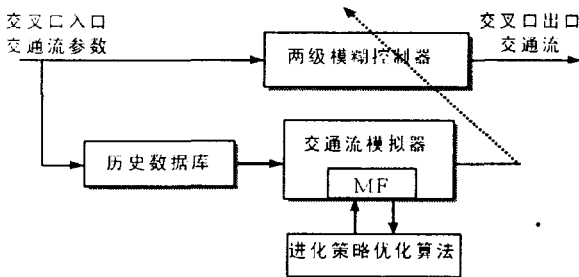 交叉口入口
交通流参数
两级模糊控制器
交叉口出口
交通流
历史数据库
交通流模拟器
MF
进化策略优化算法